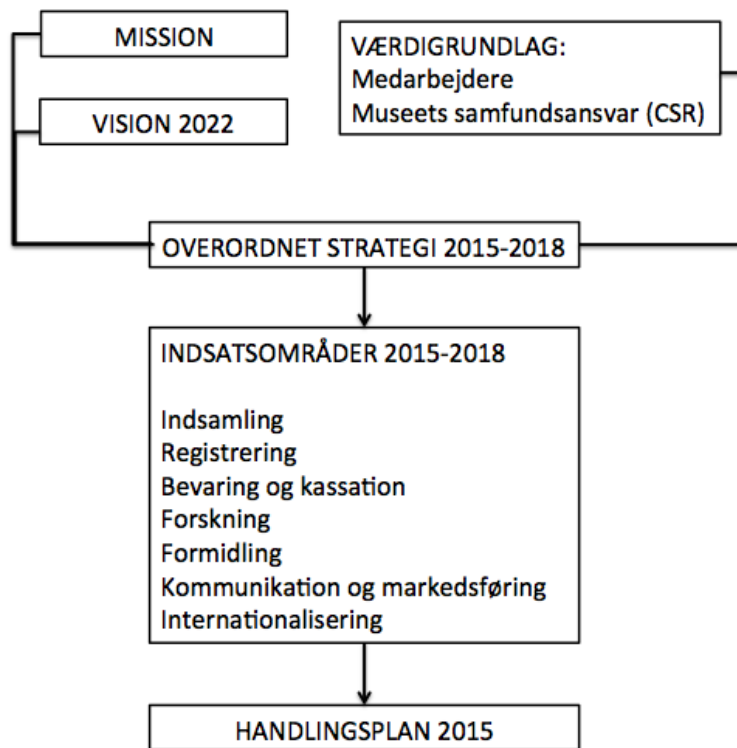 MISSION
VISION 2022
VÆRDIGRUNDLAG:
Medarbejdere
Museets samfundsansvar (CSR)
OVERORDNET STRATEGI 2015-2018
INDSATSOMRÅDER 2015-2018
Indsamling
Registrering
Bevaring og kassation
Forskning
Formidling
Kommunikation og markedsføring
Internationalisering
HANDLINGSPLAN 2015